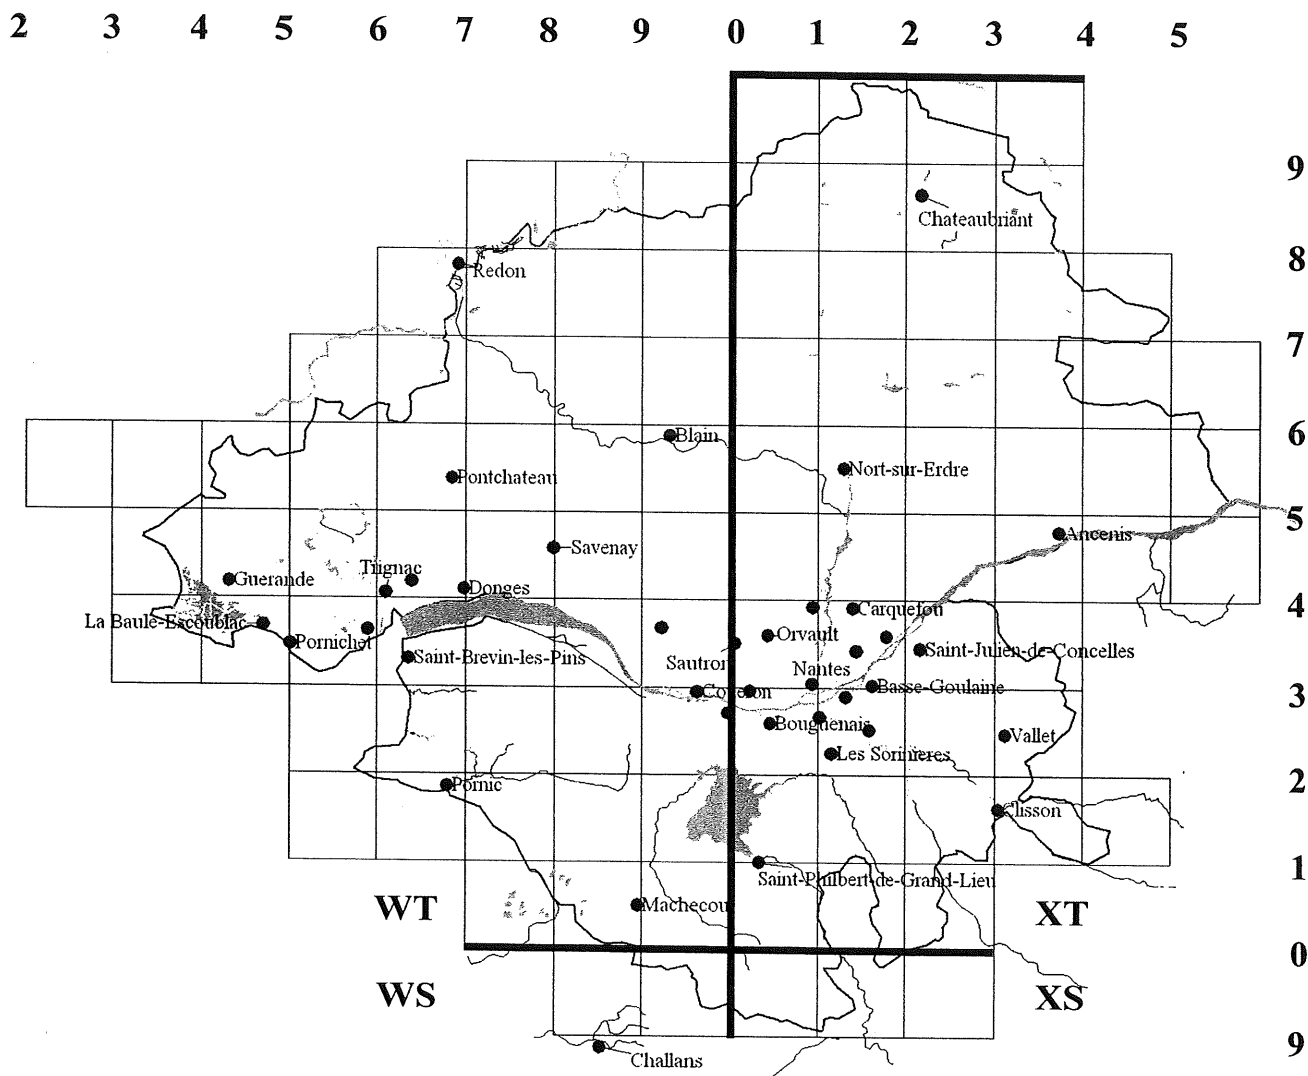 2 3 4 5 6 7 8 9 0 1 2 3 4 5
9
Chateaubriant
8
Redon
7
6
Blain
Nort-sur-Erdre
Pontchateau
5
Ancenis
Savenay
Trignac
Guerande
Donges
4
Carquefou
La Baule-Escoublac
Orvault
Pornichet
Saint-Julien-de-Concelles
Saint-Brevin-les-Pins
Sautron
Nantes
Basse-Goulaine
Coueron
3
Bouguenais
Vallet
Les Sorinieres
2
Pornic
Clisson
1
Saint-Philbert-de-Grand-Lieu
Machecou
WT
XT
0
WS
XS
9
Challans